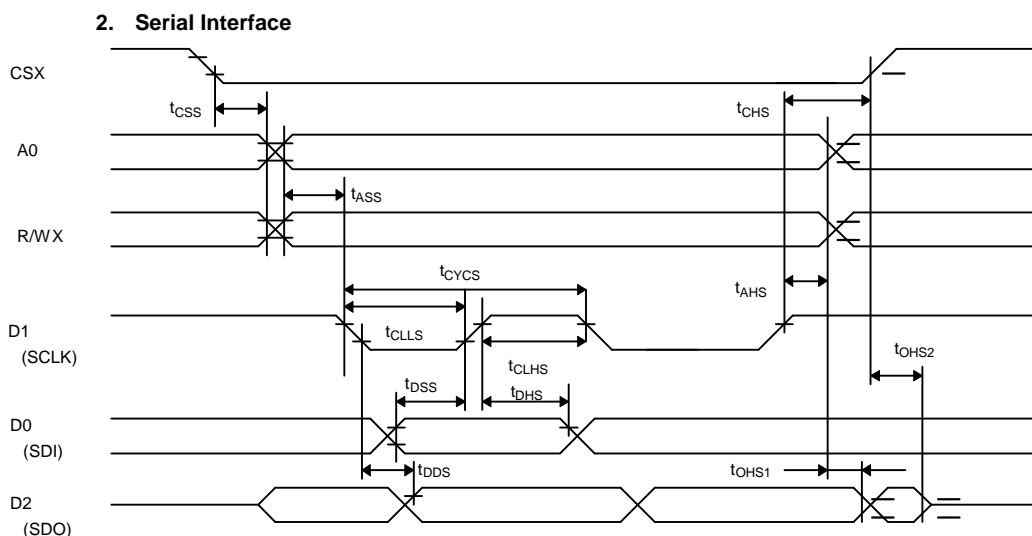 2. Serial Interface
CSX
tCSS
tCHS
A0
tASS
R/WX
tCYCS
tAHS
D1
(SCLK)
tCLLS
tOHS2
tCLHS
tDSS
tDHS
D0
(SDI)
tDDS
tOHS1
D2
(SDO)